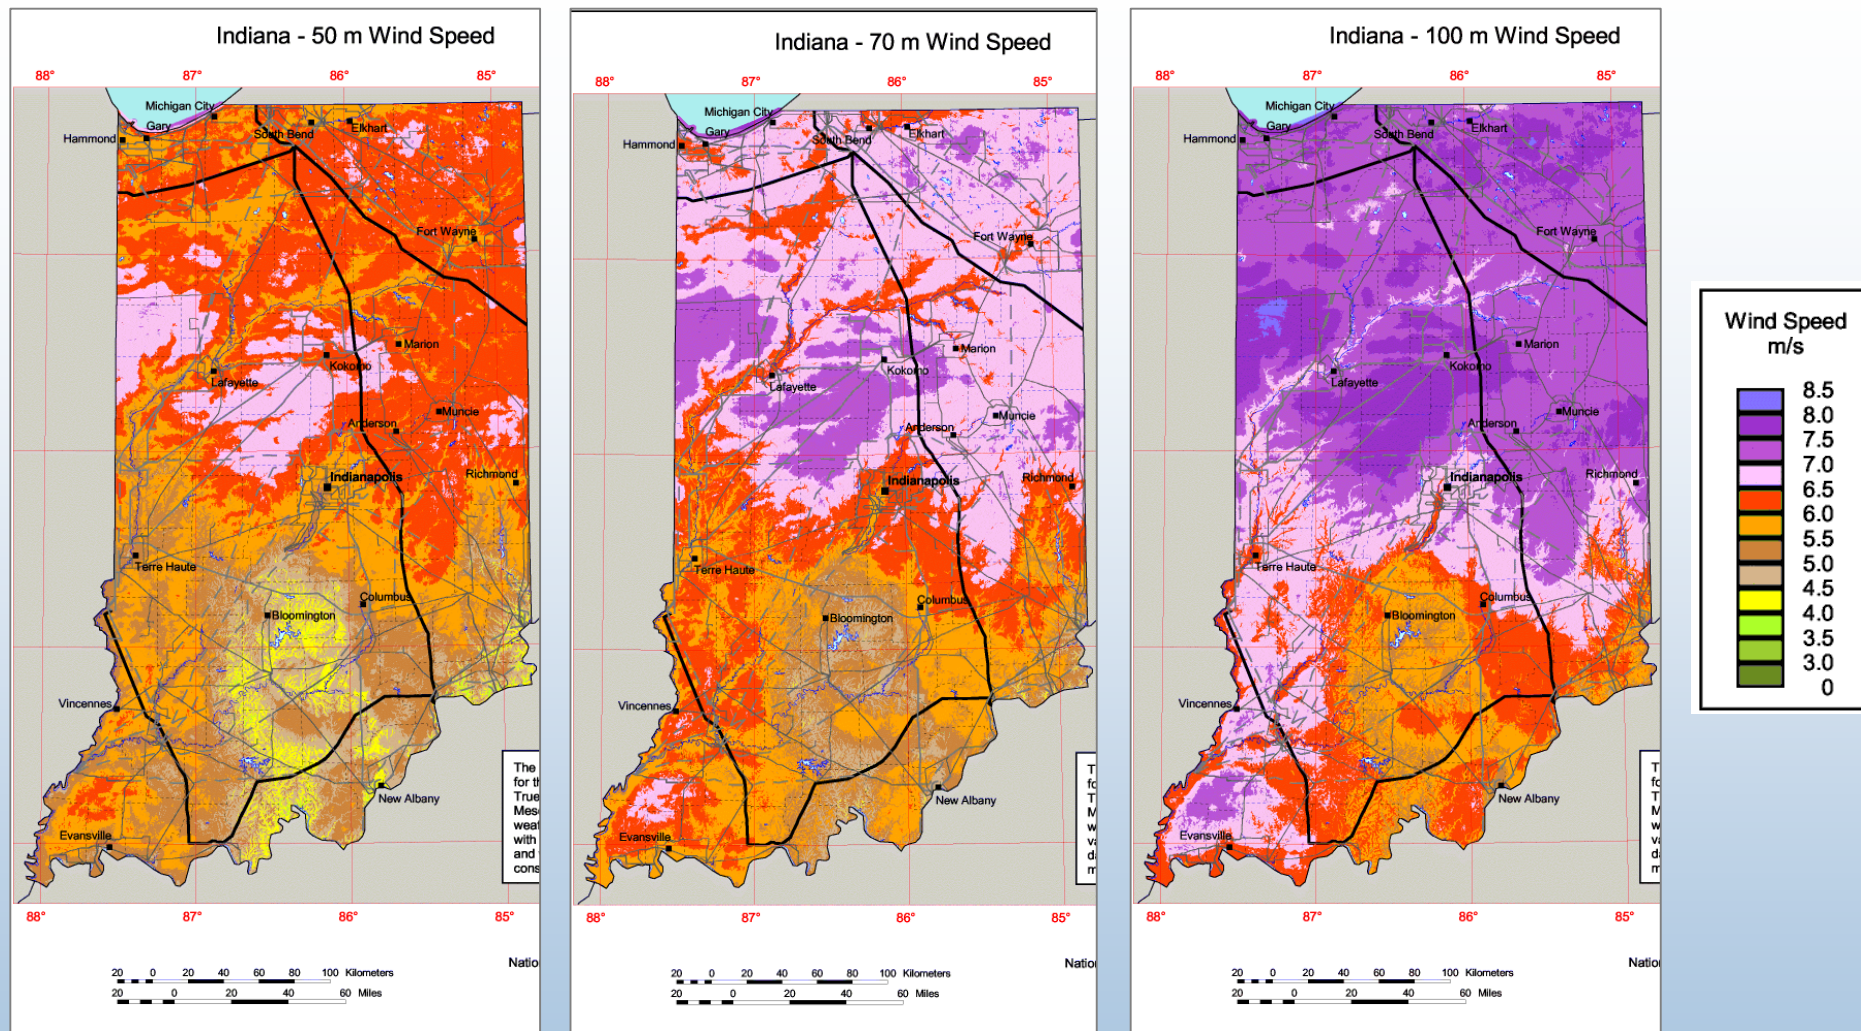 Indiana - 50 m Wind Speed
88°
87°
86°
85°
Michigan City
Gary
Hammond
South Bend
Elkhart
Fort Wayne
Marion
Kokomo
Lafayette
Muncie
Anderson
Indianapolis
Richmond
Terre Haute
Columbus
Bloomington
Vincennes
New Albany
Evansville
The
for th
True
Mes
weat
with
and
cons
88°
87°
86°
85°
Natio
20 0 20 40 60 80 100 Kilometers
20 0 20 40 60 Miles
Indiana - 70 m Wind Speed
88°
87°
86°
85°
Michigan City
Gary
Hammond
South Bend
Elkhart
Fort Wayne
Marion
Kokomo
Lafayette
Muncie
Anderson
Indianapolis
Richmond
Terre Haute
Columbus
Bloomington
Vincennes
New Albany
Evansville
T
fo
T
M
w
va
da
m
88°
87°
86°
85°
Natio
20 0 20 40 60 80 100 Kilometers
20 0 20 40 60 Miles
Indiana - 100 m Wind Speed
88°
87°
86°
85°
Michigan City
Gary
Hammond
South Bend
Elkhart
Fort Wayne
Marion
Kokomo
Lafayette
Muncie
Anderson
Indianapolis
Richmond
Terre Haute
Columbus
Bloomington
Vincennes
New Albany
Evansville
T
fo
T
M
w
va
da
m
88°
87°
86°
85°
Natio
20 0 20 40 60 80 100 Kilometers
20 0 20 40 60 Miles
Wind Speed
m/s
8.5
8.0
7.5
7.0
6.5
6.0
5.5
5.0
4.5
4.0
3.5
3.0
0